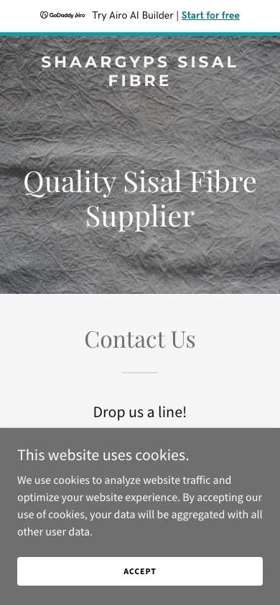 GoDaddy Airo Try Airo AI Builder | Start for free
SHAARGYPS SISAL
FIBRE
Quality Sisal Fibre
Supplier
Contact Us
Drop us a line!
This website uses cookies.
We use cookies to analyze website traffic and
optimize your website experience. By accepting our
use of cookies, your data will be aggregated with all
other user data.
ACCEPT